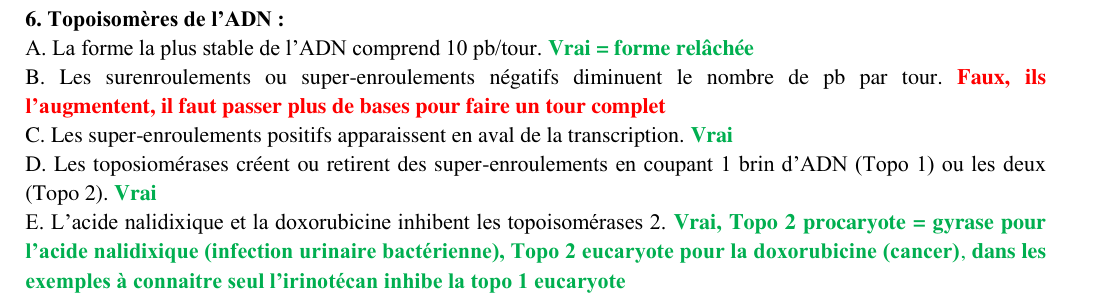 6. Topoisomères de l’ADN :
A. La forme la plus stable de l’ADN comprend 10 pb/tour. Vrai = forme relâchée
B. Les surenroulements ou super-enroulements négatifs diminuent le nombre de pb par tour. Faux, ils
l’augmentent, il faut passer plus de bases pour faire un tour complet
C. Les super-enroulements positifs apparaissent en aval de la transcription. Vrai
D. Les toposiomérases créent ou retirent des super-enroulements en coupant 1 brin d’ADN (Topo 1) ou les deux
(Topo 2). Vrai
E. L’acide nalidixique et la doxorubicine inhibent les topoisomérases 2. Vrai, Topo 2 procaryote = gyrase pour
l’acide nalidixique (infection urinaire bactérienne), Topo 2 eucaryote pour la doxorubicine (cancer), dans les
exemples à connaitre seul l’irinotécan inhibe la topo 1 eucaryote